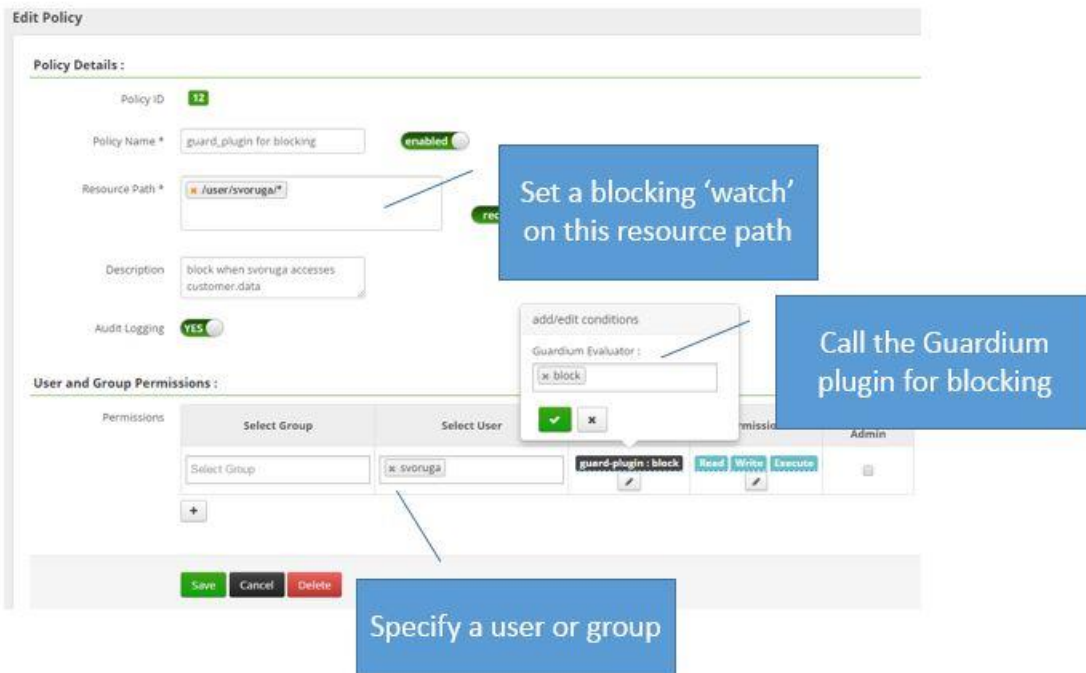 Edit Policy
Policy Details :
Policy ID 12
Policy Name * guard_plugin for blocking enabled
Resource Path * × /user/svoruga/*
rec
Set a blocking ‘watch’
on this resource path
Description block when svoruga accesses
customer.data
Audit Logging YES
add/edit conditions
Guardium Evaluator :
× block
Call the Guardium
plugin for blocking
User and Group Permissions :
Permissions Select Group Select User Admin
Select Group × svoruga guard-plugin : block Read Write Execute
+
Save Cancel Delete
Specify a user or group